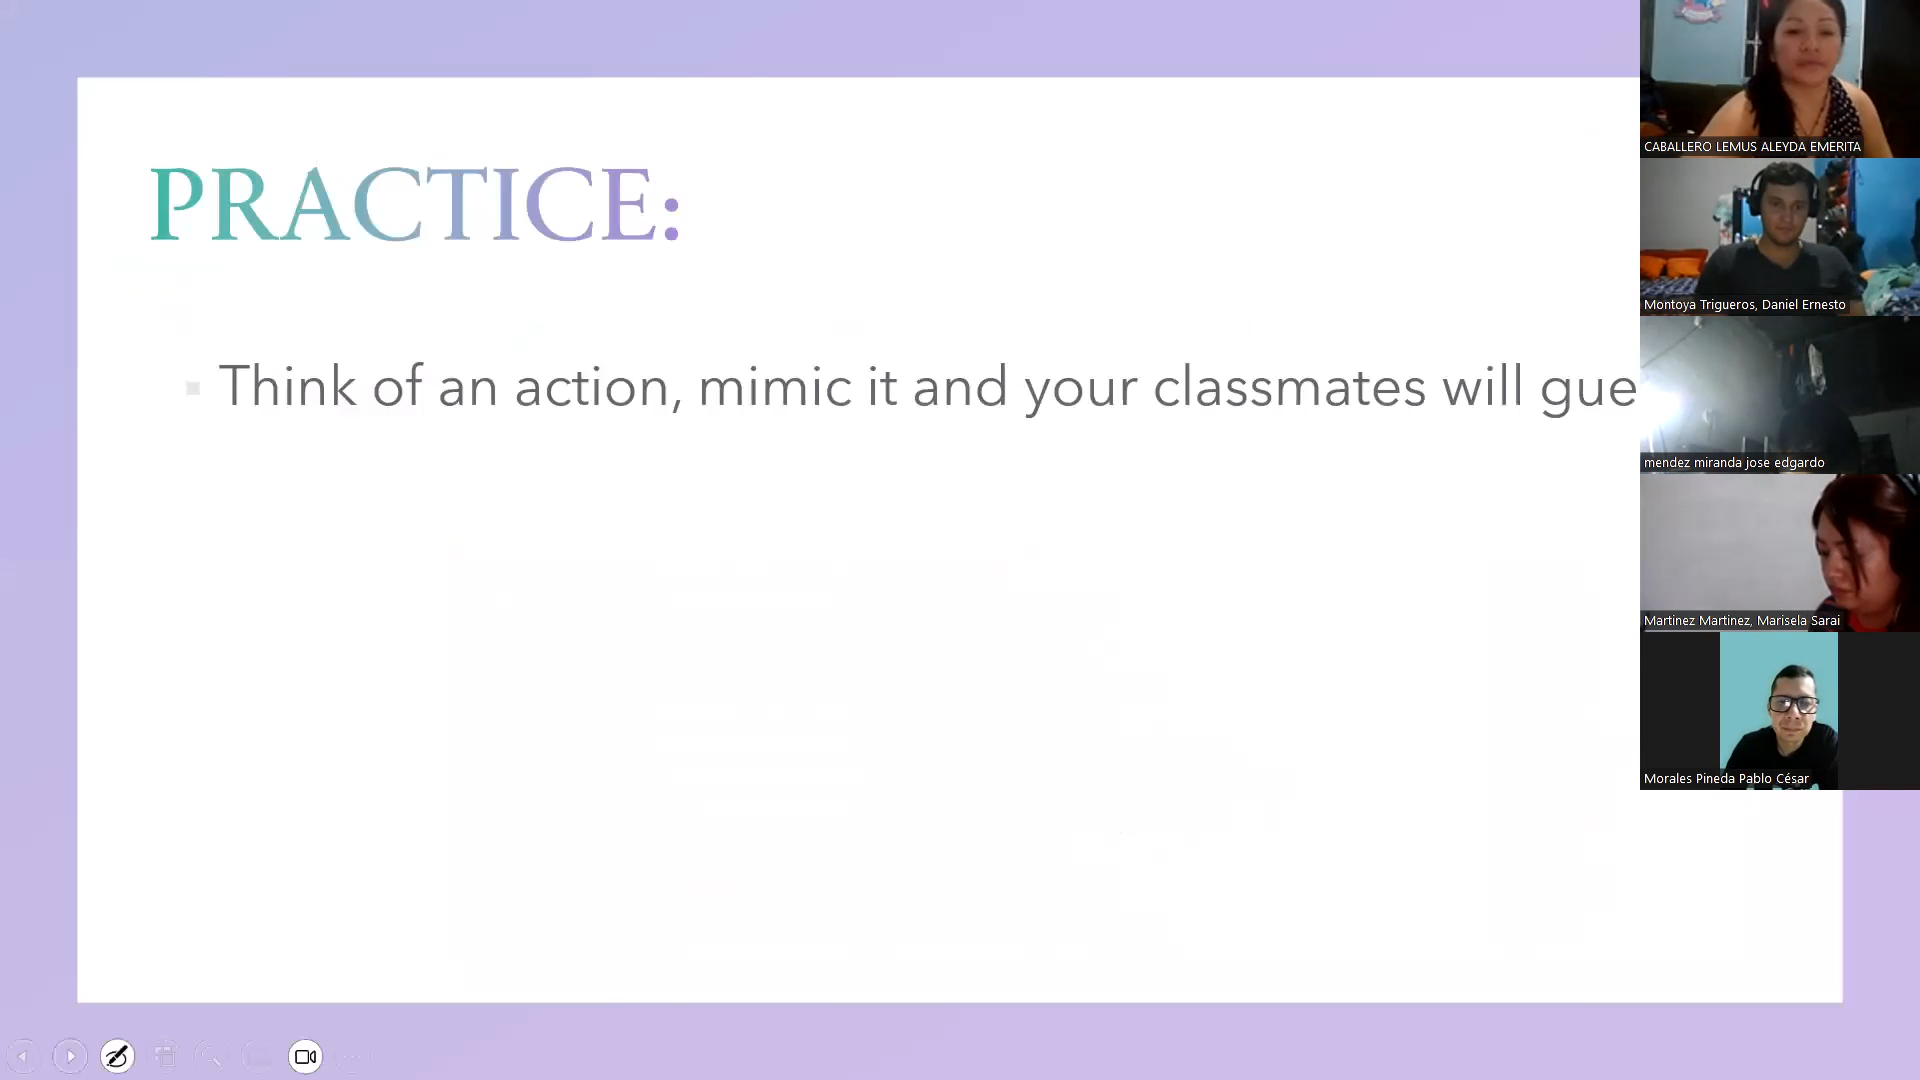 PRACTICE:
Think of an action, mimic it and your classmates will gue
CABALLERO LEMUS ALEYDA EMERITA
Montoya Trigueros, Daniel Ernesto
mendez miranda jose edgardo
Martinez Martinez, Marisela Sarai
Morales Pineda Pablo César